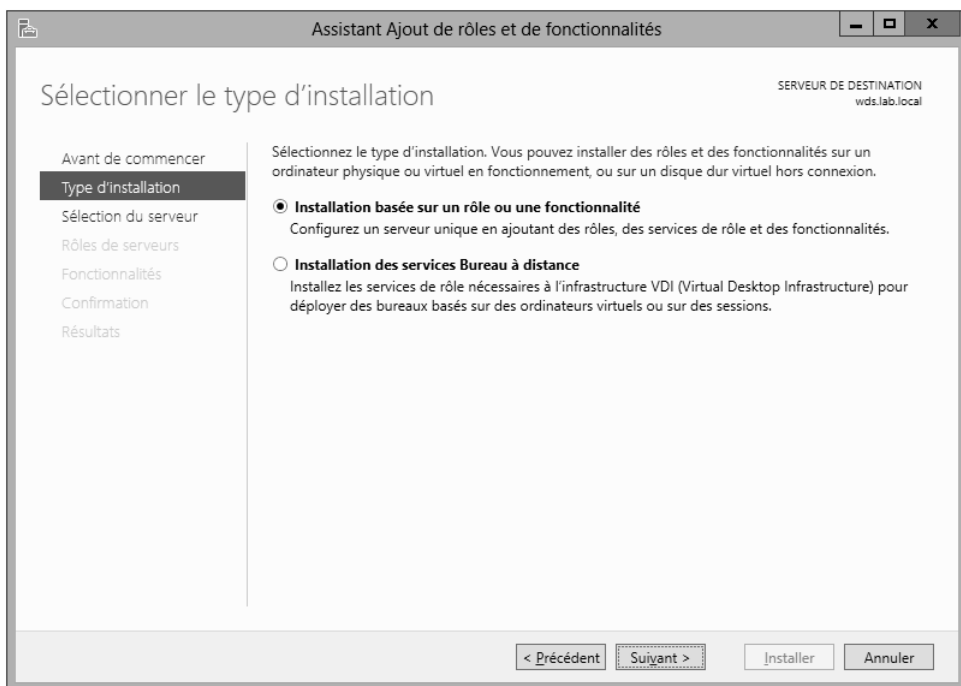 Assistant Ajout de rôles et de fonctionnalités
Sélectionner le type d'installation
SERVEUR DE DESTINATION
wds.lab.local
Avant de commencer
Type d'installation
Sélection du serveur
Rôles de serveurs
Fonctionnalités
Confirmation
Résultats
Sélectionnez le type d'installation. Vous pouvez installer des rôles et des fonctionnalités sur un
ordinateur physique ou virtuel en fonctionnement, ou sur un disque dur virtuel hors connexion.
Installation basée sur un rôle ou une fonctionnalité
Configurez un serveur unique en ajoutant des rôles, des services de rôle et des fonctionnalités.
Installation des services Bureau à distance
Installez les services de rôle nécessaires à l'infrastructure VDI (Virtual Desktop Infrastructure) pour
déployer des bureaux basés sur des ordinateurs virtuels ou sur des sessions.
< Précédent
Suivant >
Installer
Annuler